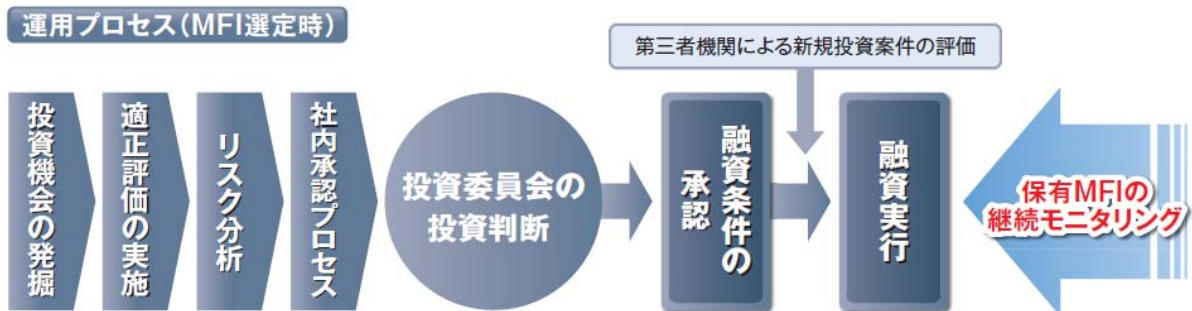 運用プロセス（MFI選定時）
第三者機関による新規投資案件の評価
投資機会の発掘
適正評価の実施
リスク分析
社内承認プロセス
投資委員会の
投資判断
融資条件の
承認
融資実行
保有MFIの
継続モニタリング